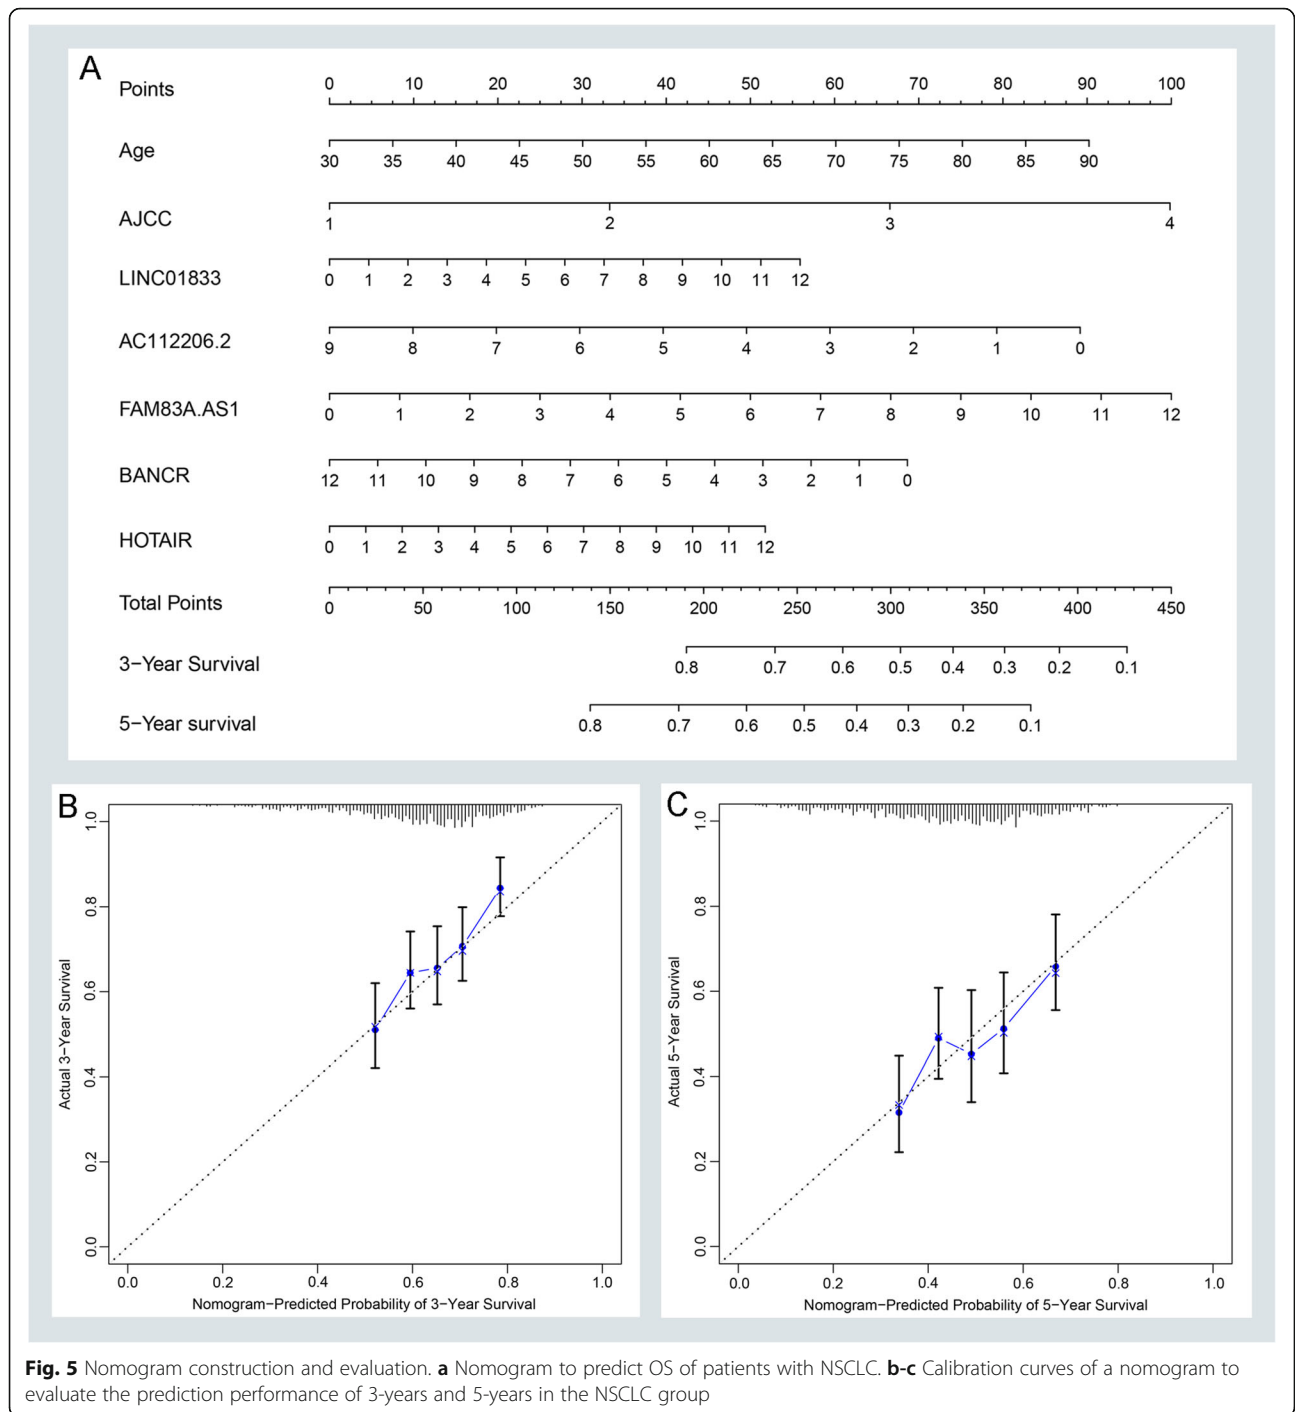 A
Points
0 10 20 30 40 50 60 70 80 90 100
Age
30 35 40 45 50 55 60 65 70 75 80 85 90
AJCC
1 2 3 4
LINC01833
0 1 2 3 4 5 6 7 8 9 10 11 12
AC112206.2
9 8 7 6 5 4 3 2 1 0
FAM83A.AS1
0 1 2 3 4 5 6 7 8 9 10 11 12
BANCR
12 11 10 9 8 7 6 5 4 3 2 1 0
HOTAIR
0 1 2 3 4 5 6 7 8 9 10 11 12
Total Points
0 50 100 150 200 250 300 350 400 450
3−Year Survival
0.8 0.7 0.6 0.5 0.4 0.3 0.2 0.1
5−Year survival
0.8 0.7 0.6 0.5 0.4 0.3 0.2 0.1
B
Actual 3−Year Survival
0.0 0.2 0.4 0.6 0.8 1.0
0.0 0.2 0.4 0.6 0.8 1.0
Nomogram−Predicted Probability of 3−Year Survival
C
Actual 5−Year Survival
0.0 0.2 0.4 0.6 0.8 1.0
0.0 0.2 0.4 0.6 0.8 1.0
Nomogram−Predicted Probability of 5−Year Survival
Fig. 5 Nomogram construction and evaluation. a Nomogram to predict OS of patients with NSCLC. b-c Calibration curves of a nomogram to
evaluate the prediction performance of 3-years and 5-years in the NSCLC group